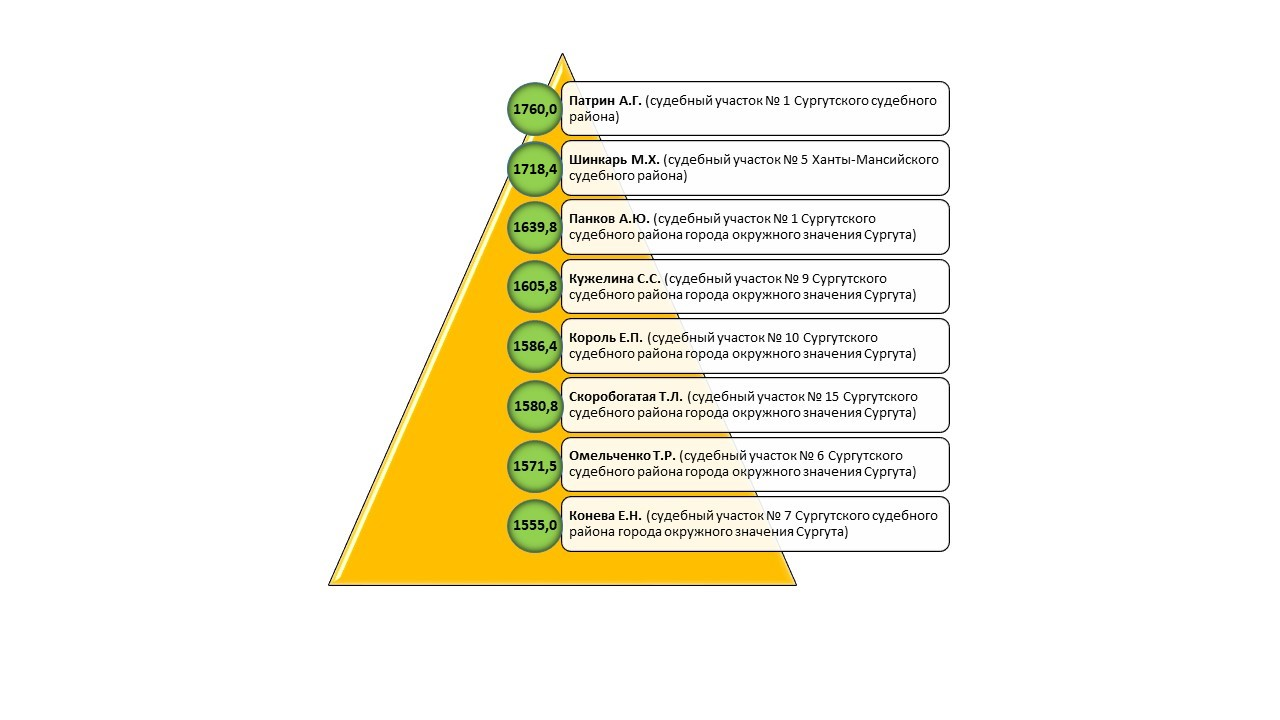 1760,0
Патрин А.Г. (судебный участок № 1 Сургутского судебного
района)
1718,4
Шинкарь М.Х. (судебный участок № 5 Ханты-Мансийского
судебного района)
1639,8
Панков А.Ю. (судебный участок № 1 Сургутского
судебного района города окружного значения Сургута)
1605,8
Кужелина С.С. (судебный участок № 9 Сургутского
судебного района города окружного значения Сургута)
1586,4
Король Е.П. (судебный участок № 10 Сургутского
судебного района города окружного значения Сургута)
1580,8
Скоробогатая Т.Л. (судебный участок № 15 Сургутского
судебного района города окружного значения Сургута)
1571,5
Омельченко Т.Р. (судебный участок № 6 Сургутского
судебного района города окружного значения Сургута)
1555,0
Конева Е.Н. (судебный участок № 7 Сургутского судебного
района города окружного значения Сургута)